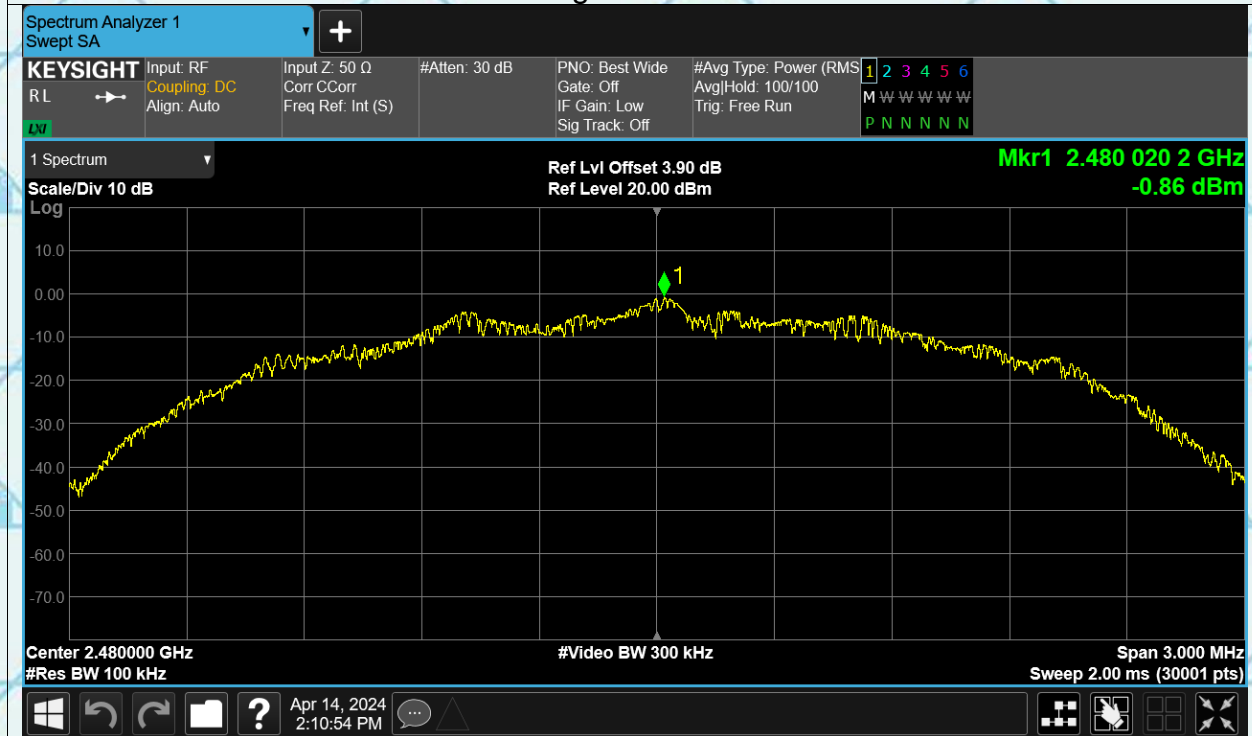 Spectrum Analyzer 1
Swept SA
KEYSIGHT
R L
LXI
Input: RF
Coupling: DC
Align: Auto
Input Z: 50 Ω
Corr CCorr
Freq Ref: Int (S)
#Atten: 30 dB
PNO: Best Wide
Gate: Off
IF Gain: Low
Sig Track: Off
#Avg Type: Power (RMS
Avg|Hold: 100/100
Trig: Free Run
1 2 3 4 5 6
M W W W W W
P N N N N N
1 Spectrum
Scale/Div 10 dB
Log
Ref Lvl Offset 3.90 dB
Ref Level 20.00 dBm
Mkr1 2.480 020 2 GHz
-0.86 dBm
1
10.0
0.00
-10.0
-20.0
-30.0
-40.0
-50.0
-60.0
-70.0
Center 2.480000 GHz
#Res BW 100 kHz
#Video BW 300 kHz
Span 3.000 MHz
Sweep 2.00 ms (30001 pts)
?
Apr 14, 2024
2:10:54 PM